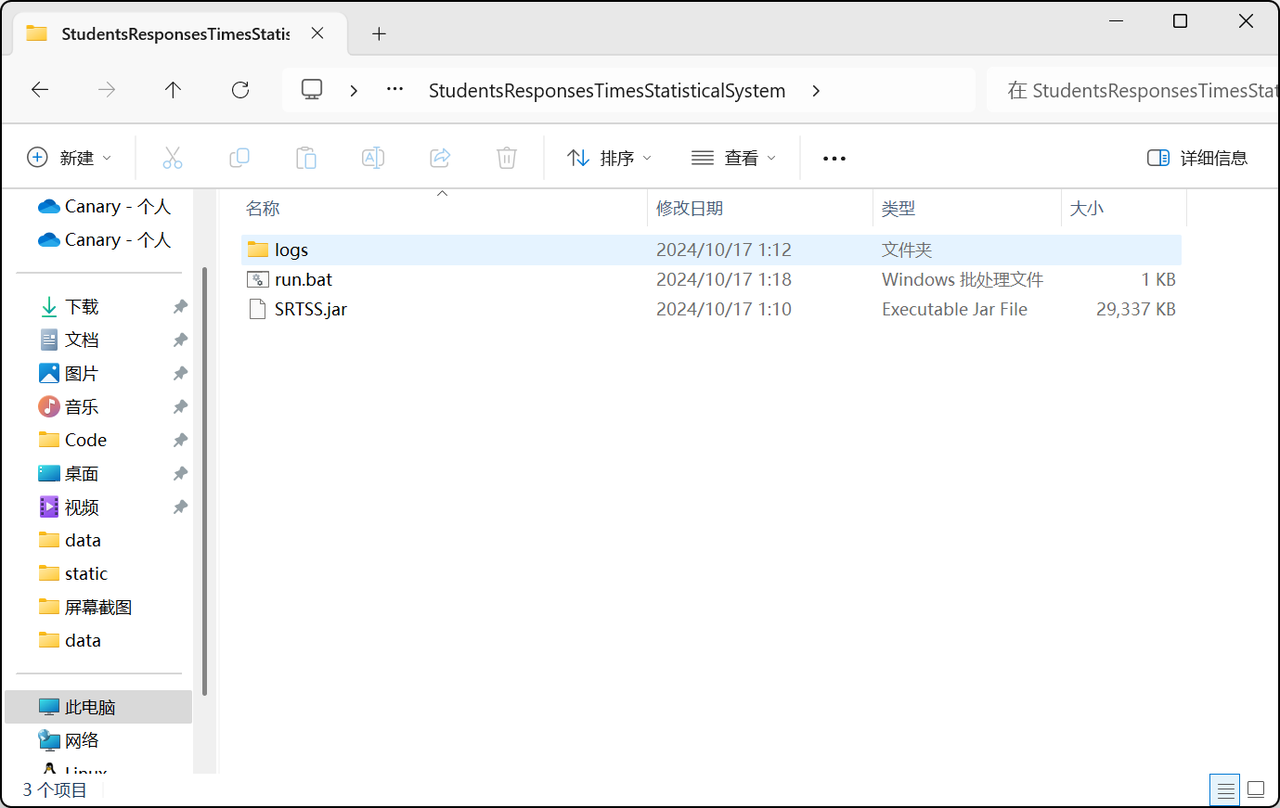 StudentsResponsesTimesStatis
StudentsResponsesTimesStatisticalSystem
在 StudentsResponsesTimesStat
新建
排序
查看
详细信息
Canary - 个人
Canary - 个人
下载
文档
图片
音乐
Code
桌面
视频
data
static
屏幕截图
data
此电脑
网络
Linux
名称 修改日期 类型 大小
logs 2024/10/17 1:12 文件夹
run.bat 2024/10/17 1:18 Windows 批处理文件 1 KB
SRTSS.jar 2024/10/17 1:10 Executable Jar File 29,337 KB
3 个项目